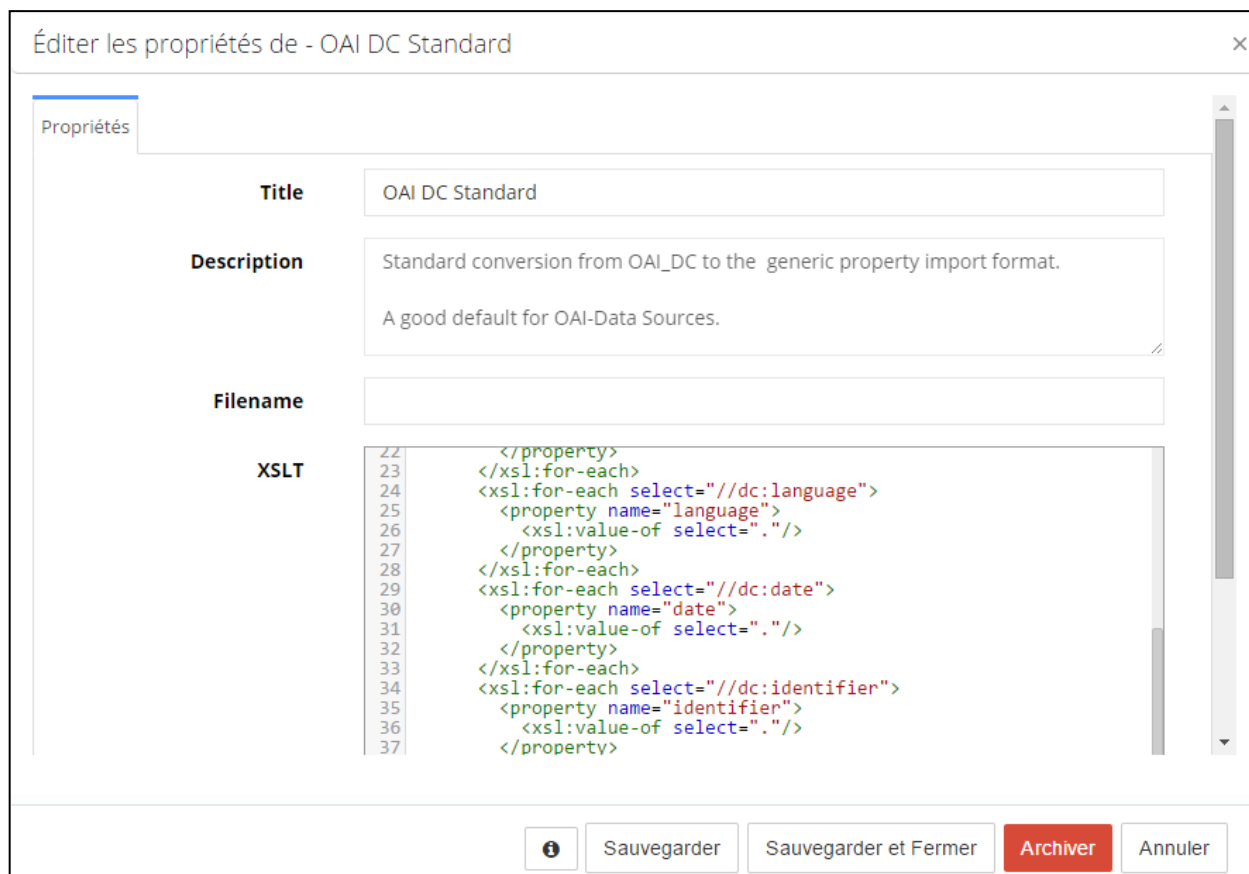 Éditer les propriétés de - OAI DC Standard
×
Propriétés
Title
OAI DC Standard
Description
Standard conversion from OAI_DC to the  generic property import format.
A good default for OAI-Data Sources.
Filename
XSLT
22           </property>
23         </xsl:for-each>
24         <xsl:for-each select="//dc:language">
25           <property name="language">
26             <xsl:value-of select="."/>
27           </property>
28         </xsl:for-each>
29         <xsl:for-each select="//dc:date">
30           <property name="date">
31             <xsl:value-of select="."/>
32           </property>
33         </xsl:for-each>
34         <xsl:for-each select="//dc:identifier">
35           <property name="identifier">
36             <xsl:value-of select="."/>
37           </property>
Sauvegarder Sauvegarder et Fermer Archiver Annuler